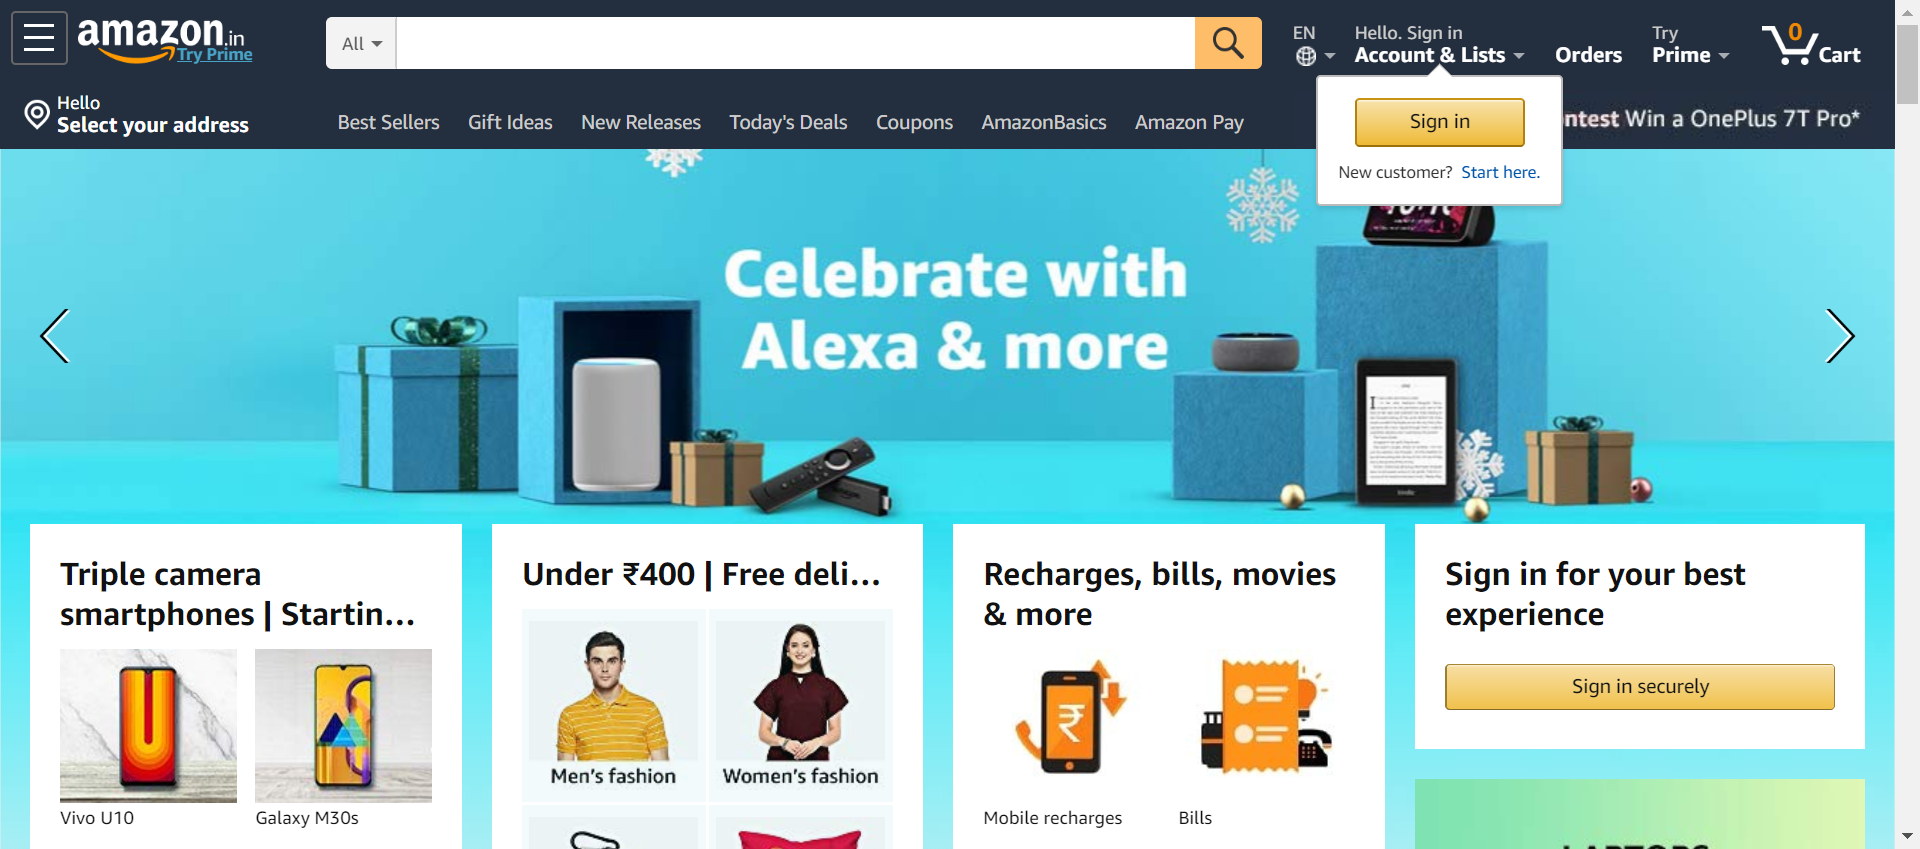 amazon.in
Try Prime
All
EN
Hello. Sign in
Account & Lists
Orders
Try
Prime
0
Cart
Hello
Select your address
Best Sellers
Gift Ideas
New Releases
Today's Deals
Coupons
AmazonBasics
Amazon Pay
ntest Win a OnePlus 7T Pro*
Sign in
New customer? Start here.
Celebrate with
Alexa & more
kindle
Triple camera
smartphones | Startin...
Vivo U10
Galaxy M30s
Under ₹400 | Free deli...
Men's fashion
Women's fashion
Recharges, bills, movies
& more
₹
Mobile recharges
Bills
Sign in for your best
experience
Sign in securely
LAPTOPS